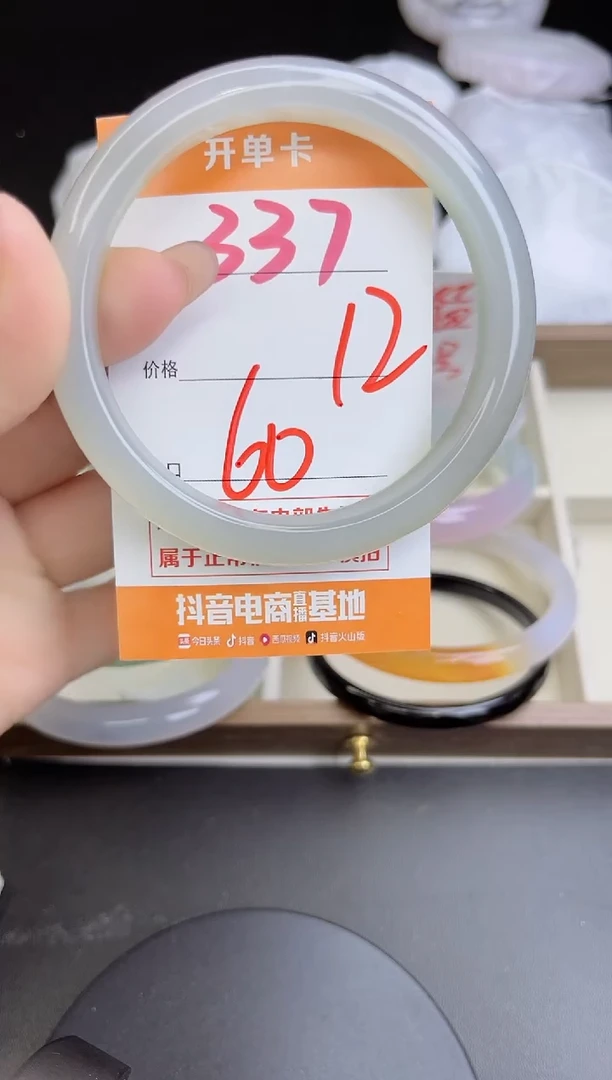 开单卡
337
12
价格
60
属于正常
抖音电商直播基地
今日头条 抖音 西瓜视频 抖音火山版